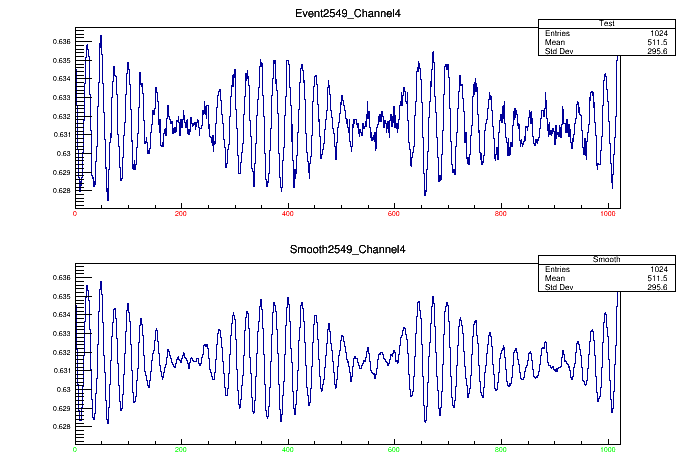 Event2549_Channel4
Test
Entries 1024
Mean 511.5
Std Dev 295.6
0.636
0.635
0.634
0.633
0.632
0.631
0.63
0.629
0.628
0 200 400 600 800 1000
Smooth2549_Channel4
Smooth
Entries 1024
Mean 511.5
Std Dev 295.6
0.636
0.635
0.634
0.633
0.632
0.631
0.63
0.629
0.628
0 200 400 600 800 1000